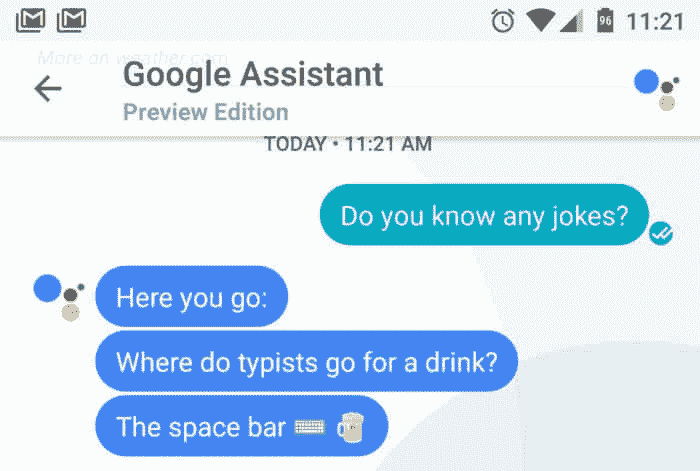 96 11:21
More on weather.com
Google Assistant
Preview Edition
TODAY • 11:21 AM
Do you know any jokes?
Here you go:
Where do typists go for a drink?
The space bar ⌨️ 🍺